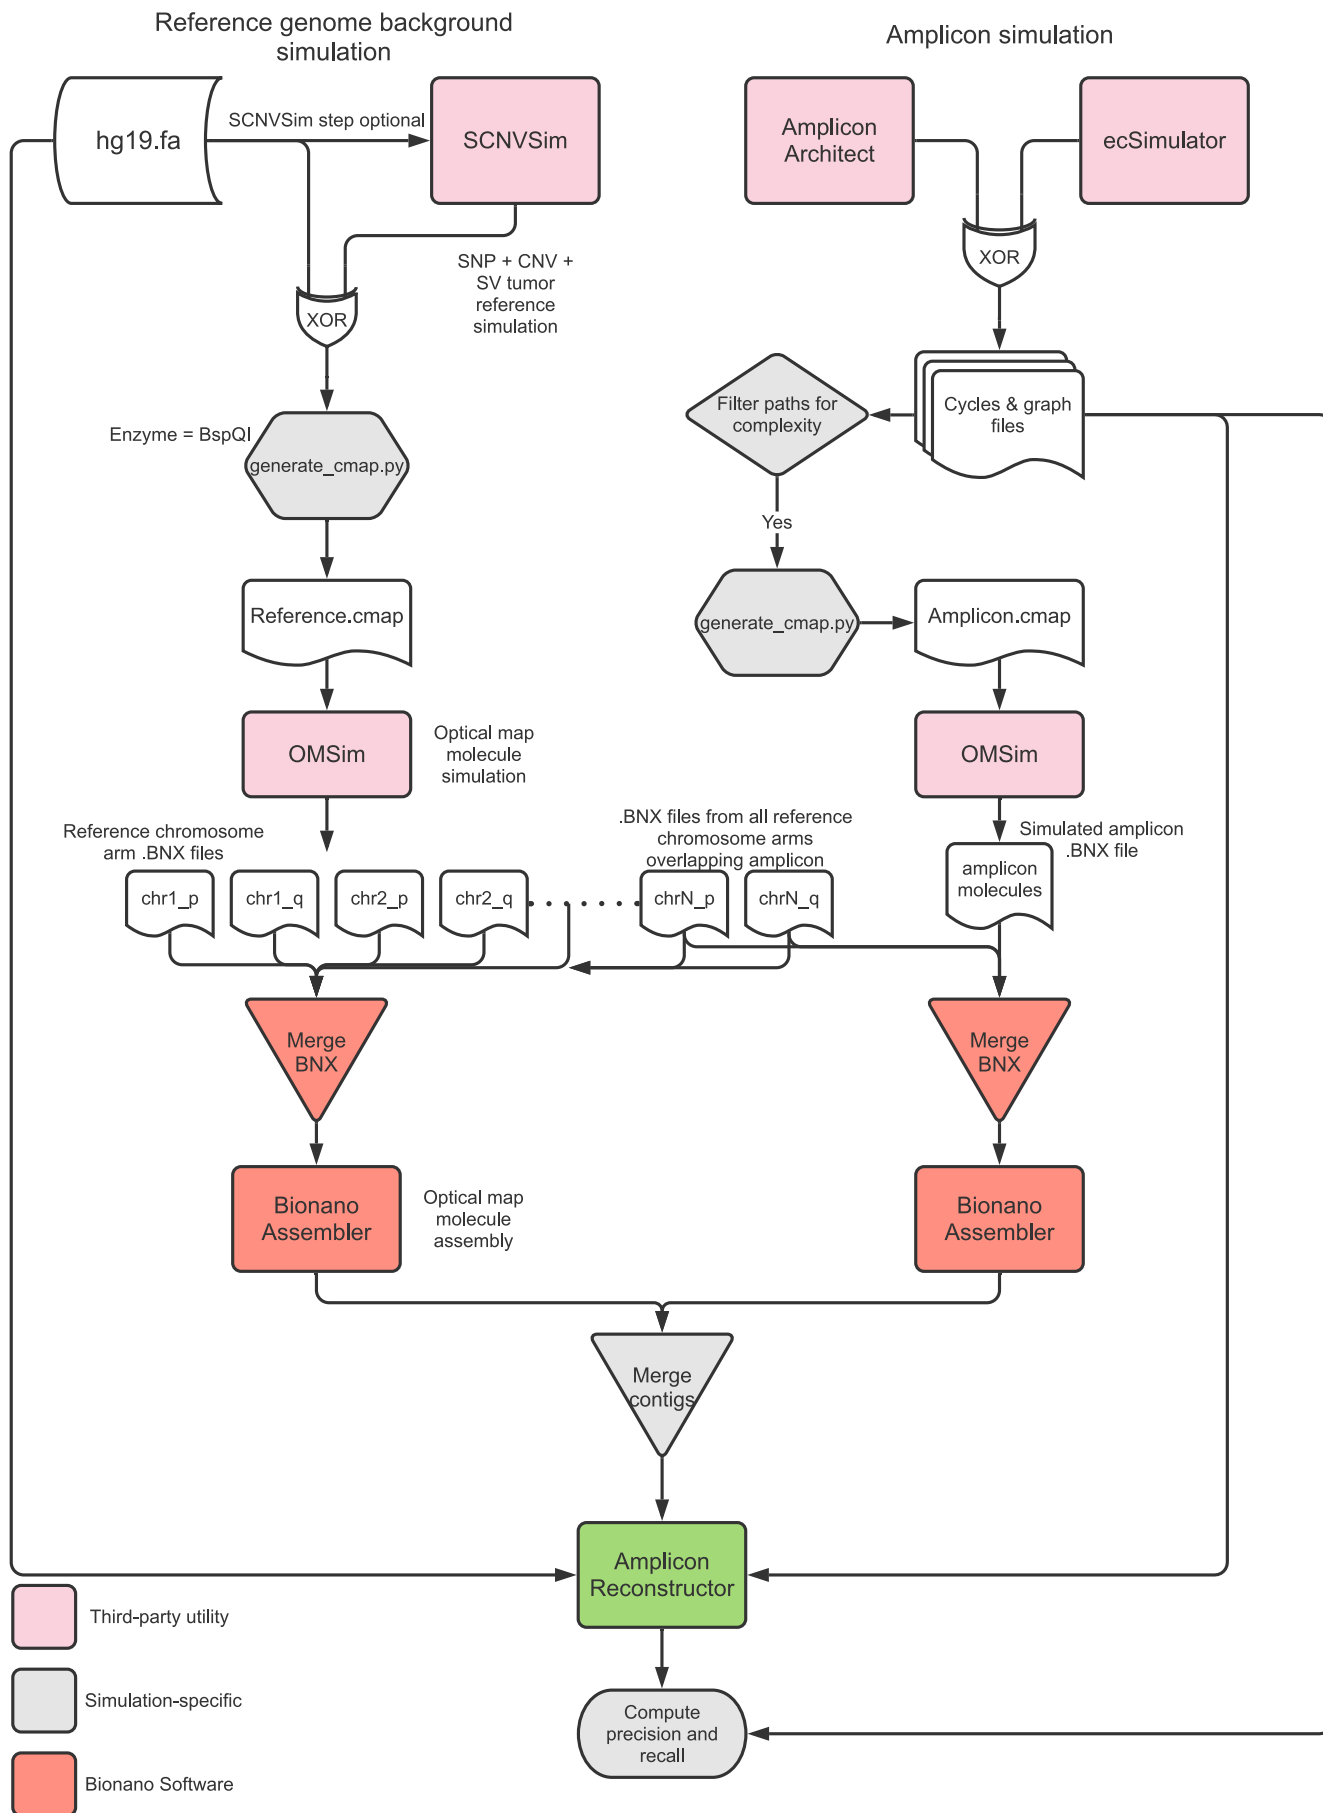 Reference genome background
simulation
Amplicon simulation
hg19.fa
SCNVSim step optional
SCNVSim
Amplicon
Architect
ecSimulator
XOR
SNP + CNV +
SV tumor
reference
simulation
XOR
Filter paths for
complexity
Cycles & graph
files
Enzyme = BspQI
generate_cmap.py
Yes
Reference.cmap
generate_cmap.py
Amplicon.cmap
OMSim
Optical map
molecule
simulation
OMSim
Reference chromosome
arm .BNX files
.BNX files from all reference
chromosome arms
overlapping amplicon
Simulated amplicon
.BNX file
chr1_p
chr1_q
chr2_p
chr2_q
chrN_p
chrN_q
amplicon
molecules
Merge
BNX
Merge
BNX
Bionano
Assembler
Optical map
molecule
assembly
Bionano
Assembler
Merge
contigs
Amplicon
Reconstructor
Third-party utility
Simulation-specific
Compute
precision and
recall
Bionano Software